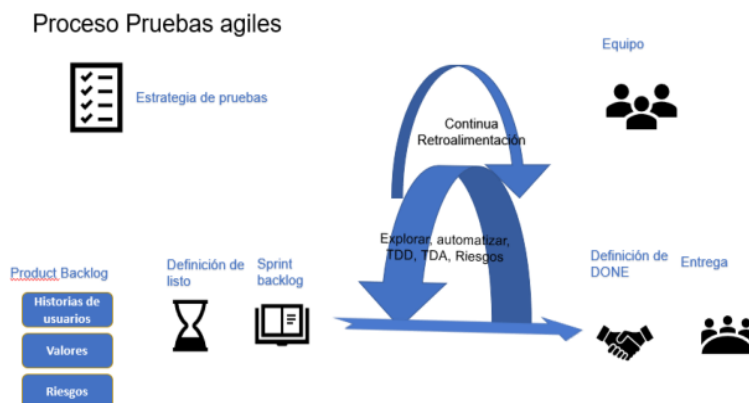 Proceso Pruebas agiles
Equipo
Estrategia de pruebas
Continua
Retroalimentación
Explorar, automatizar,
TDD, TDA, Riesgos
Product Backlog
Historias de
usuarios
Valores
Riesgos
Definición de
listo
Sprint
backlog
Definición de
DONE
Entrega